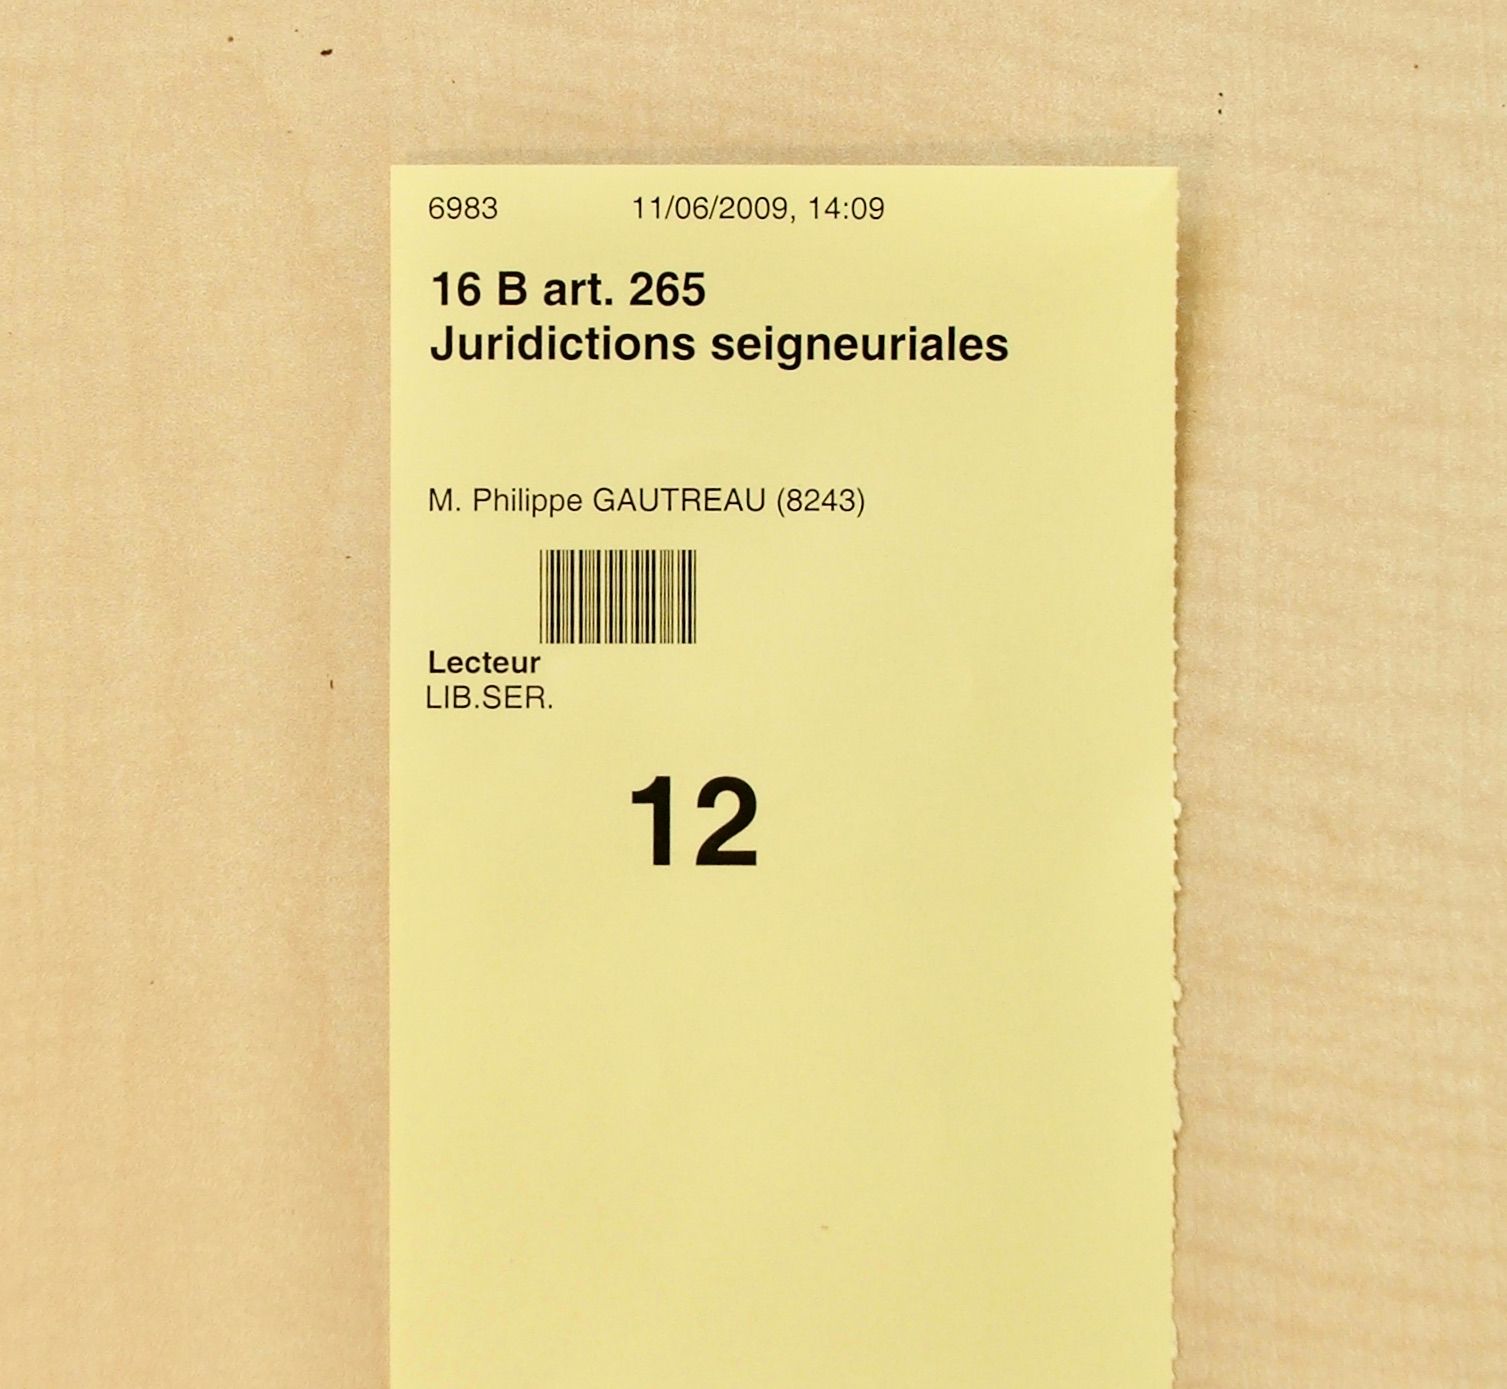 6983 11/06/2009, 14:09
16 B art. 265
Juridictions seigneuriales
M. Philippe GAUTREAU (8243)
Lecteur
LIB.SER.
12